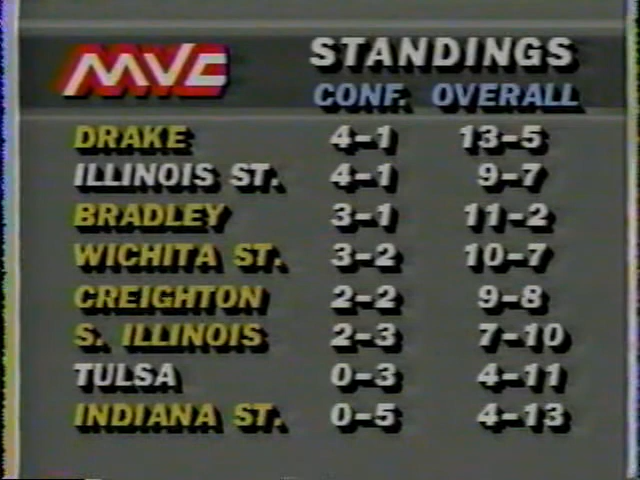 MVC STANDINGS
CONF. OVERALL
DRAKE 4-1 13-5
ILLINOIS ST. 4-1 9-7
BRADLEY 3-1 11-2
WICHITA ST. 3-2 10-7
CREIGHTON 2-2 9-8
S. ILLINOIS 2-3 7-10
TULSA 0-3 4-11
INDIANA ST. 0-5 4-13